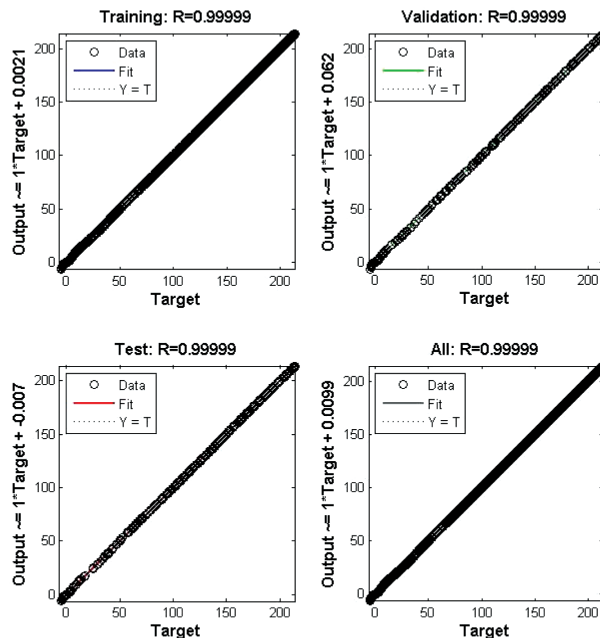 Training: R=0.99999
Output ~= 1*Target + 0.0021
200
150
100
50
0
Data
Fit
Y = T
0 50 100 150 200
Target
Validation: R=0.99999
Output ~= 1*Target + 0.062
200
150
100
50
0
Data
Fit
Y = T
0 50 100 150 200
Target
Test: R=0.99999
Output ~= 1*Target + -0.007
200
150
100
50
0
Data
Fit
Y = T
0 50 100 150 200
Target
All: R=0.99999
Output ~= 1*Target + 0.0099
200
150
100
50
0
Data
Fit
Y = T
0 50 100 150 200
Target